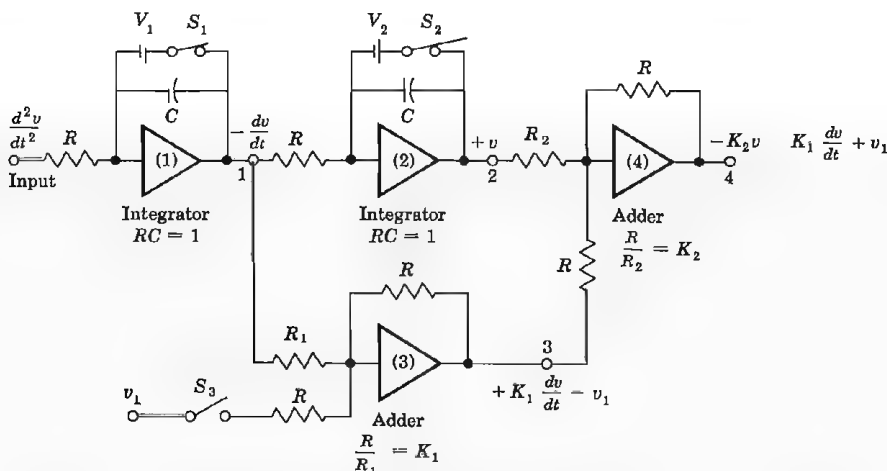 V₁ S₁
V₂ S₂
R
C
C
d²v/dt²
R
(1)
− dv/dt
R
(2)
+v
R₂
(4)
−K₂v K₁ dv/dt + v₁
Input
1
2
4
Integrator
RC = 1
Integrator
RC = 1
Adder
R/R₂ = K₂
R
R
R₁
(3)
3
v₁
S₃
R
+ K₁ dv/dt − v₁
Adder
R/R₁ = K₁